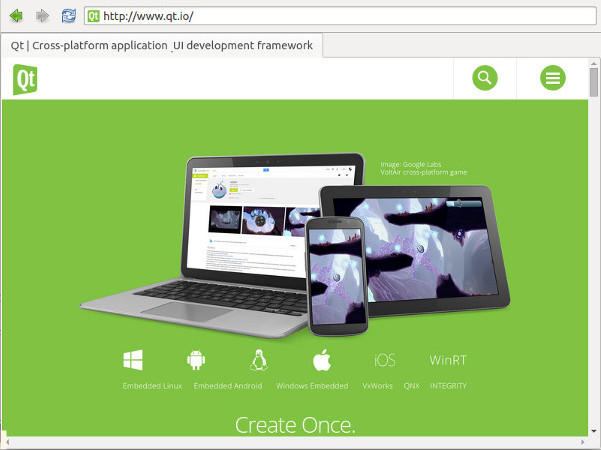 http://www.qt.io/
Qt | Cross-platform application _UI development framework
Qt
Image: Google Labs
VoltAir cross-platform game
iOS
WinRT
Embedded Linux Embedded Android Windows Embedded VxWorks QNX INTEGRITY
Create Once.